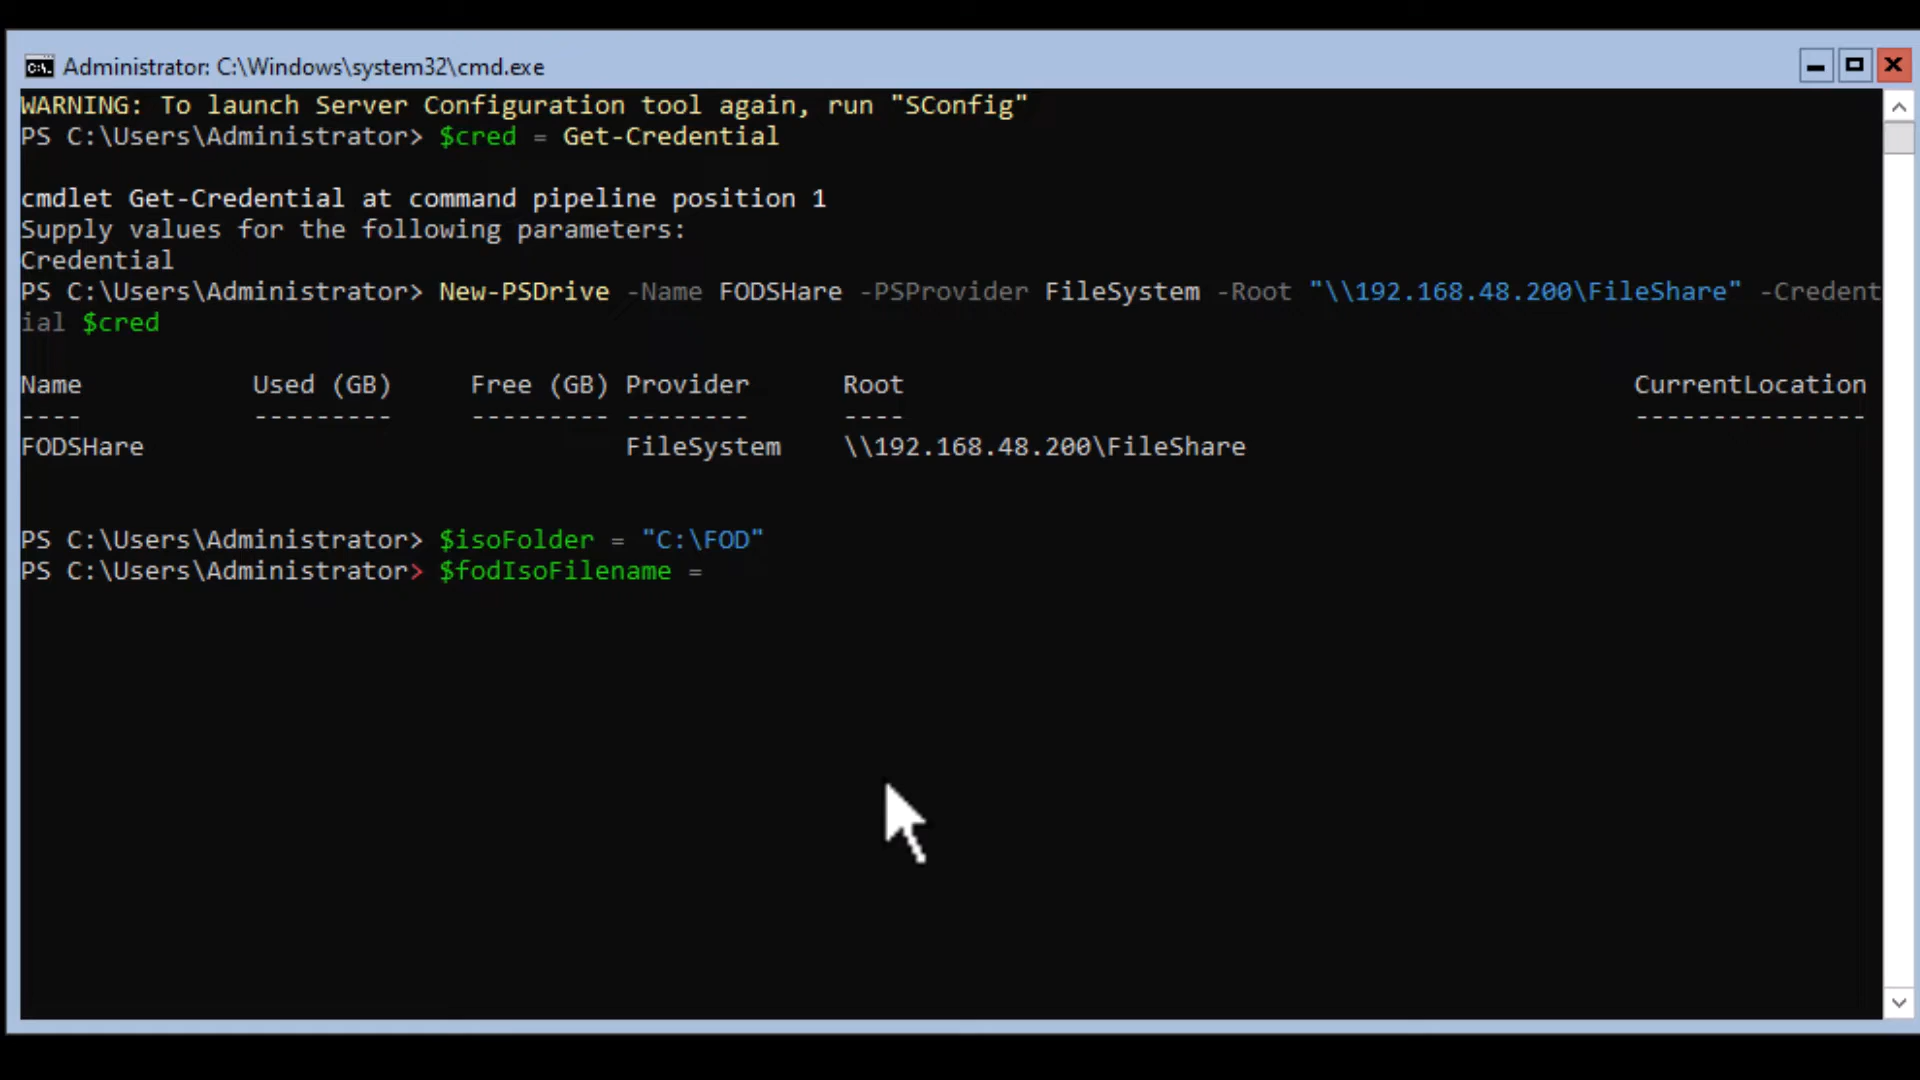 Administrator: C:\Windows\system32\cmd.exe
WARNING: To launch Server Configuration tool again, run "SConfig"
PS C:\Users\Administrator> $cred = Get-Credential
cmdlet Get-Credential at command pipeline position 1
Supply values for the following parameters:
Credential
PS C:\Users\Administrator> New-PSDrive -Name FODSHare -PSProvider FileSystem -Root "\\192.168.48.200\FileShare" -Credent
ial $cred
Name Used (GB) Free (GB) Provider Root CurrentLocation
---- --------- --------- -------- ---- ---------------
FODSHare FileSystem \\192.168.48.200\FileShare
PS C:\Users\Administrator> $isoFolder = "C:\FOD"
PS C:\Users\Administrator> $fodIsoFilename =